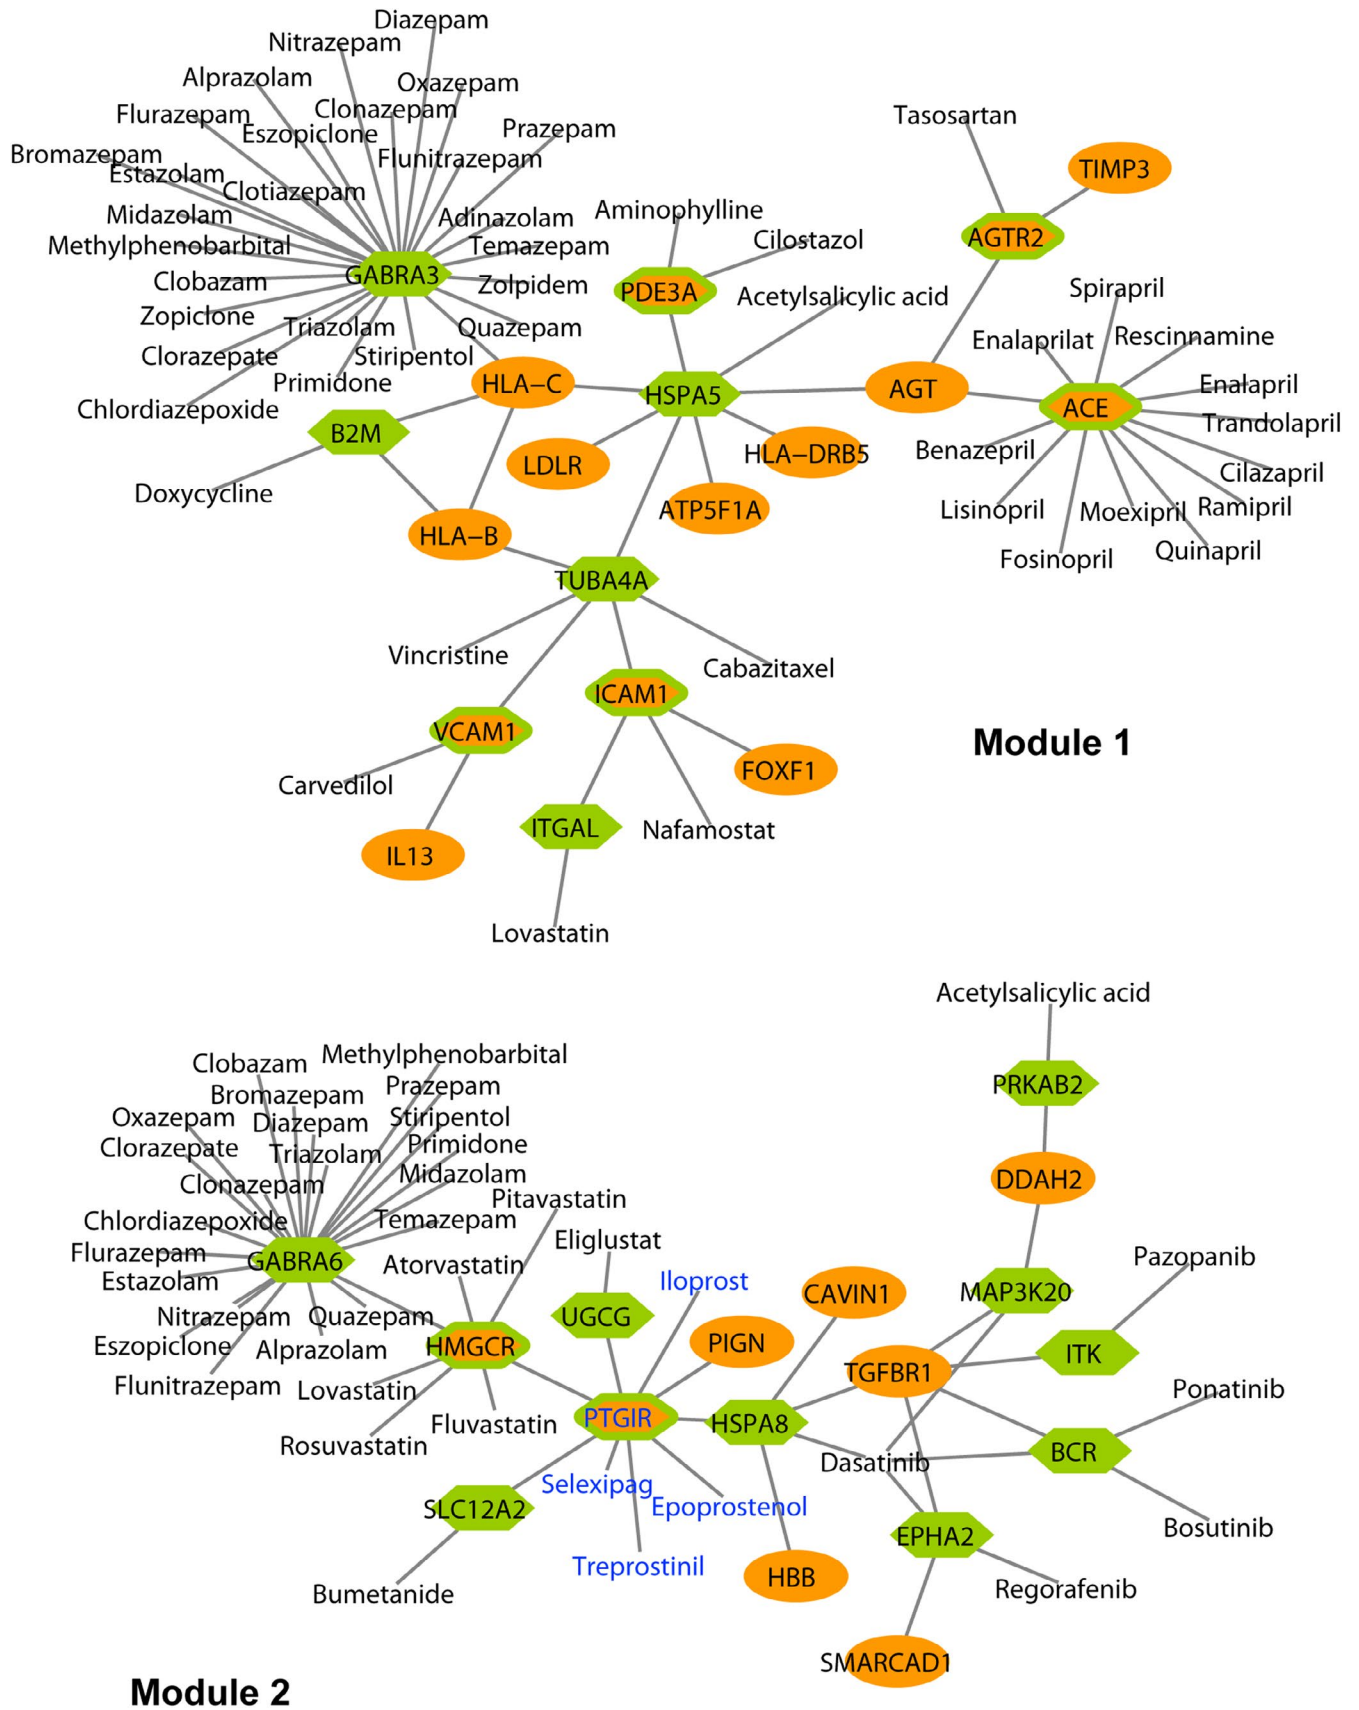 Diazepam
Nitrazepam
Alprazolam
Oxazepam
Flurazepam
Clonazepam
Eszopiclone
Prazepam
Bromazepam
Flunitrazepam
Estazolam
Clotiazepam
Midazolam
Adinazolam
Methylphenobarbital
Temazepam
GABRA3
Clobazam
Zolpidem
Zopiclone
Triazolam
Quazepam
Clorazepate
Stiripentol
Primidone
Chlordiazepoxide
Tasosartan
TIMP3
Aminophylline
Cilostazol
AGTR2
PDE3A
Acetylsalicylic acid
Spirapril
Enalaprilat
Rescinnamine
HLA−C
HSPA5
AGT
Enalapril
ACE
Trandolapril
B2M
LDLR
HLA−DRB5
Benazepril
Cilazapril
Doxycycline
ATP5F1A
Lisinopril
Moexipril
Ramipril
HLA−B
Fosinopril
Quinapril
TUBA4A
Vincristine
Cabazitaxel
ICAM1
VCAM1
Module 1
Carvedilol
FOXF1
ITGAL
Nafamostat
IL13
Lovastatin
Acetylsalicylic acid
Clobazam
Methylphenobarbital
PRKAB2
Bromazepam
Prazepam
Oxazepam
Diazepam
Stiripentol
Clorazepate
Triazolam
Primidone
Clonazepam
Midazolam
DDAH2
Pitavastatin
Chlordiazepoxide
Temazepam
Flurazepam
GABRA6
Eliglustat
Estazolam
Atorvastatin
Iloprost
Pazopanib
Nitrazepam
Quazepam
UGCG
CAVIN1
MAP3K20
Eszopiclone
Alprazolam
HMGCR
PIGN
ITK
Flunitrazepam
Lovastatin
TGFBR1
Ponatinib
Rosuvastatin
Fluvastatin
PTGIR
HSPA8
Dasatinib
BCR
Selexipag
SLC12A2
Epoprostenol
EPHA2
Bosutinib
Treprostinil
HBB
Regorafenib
Bumetanide
SMARCAD1
Module 2